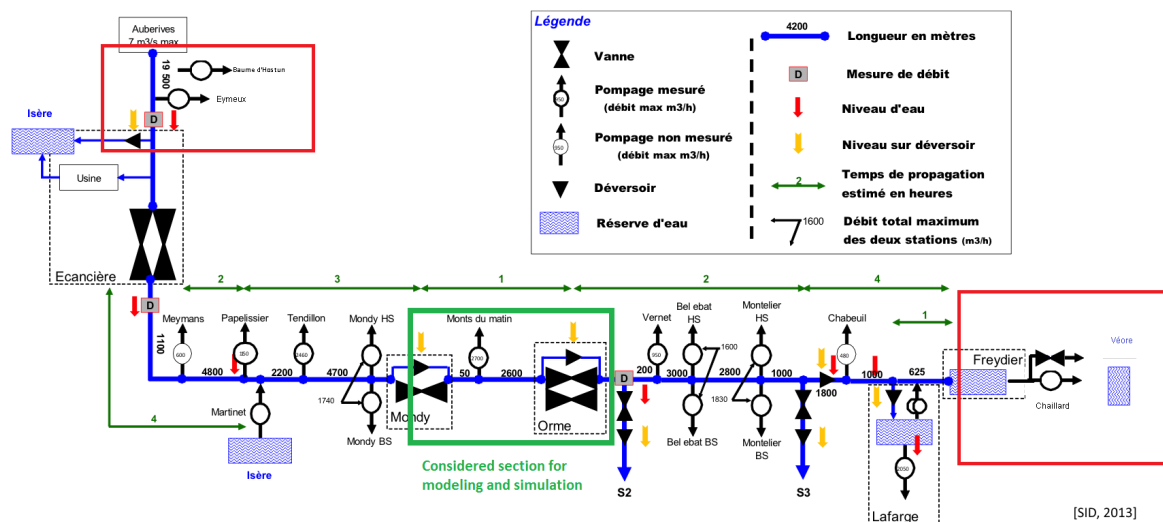 Auberives
7 m3/s max
19 500
Baume d'Hostun
Eymeux
D
Isère
Usine
Ecancière
D
1100
Légende
Vanne
950
Pompage mesuré
(débit max m3/h)
950
Pompage non mesuré
(débit max m3/h)
Déversoir
Réserve d'eau
4200
Longueur en mètres
D
Mesure de débit
Niveau d'eau
Niveau sur déversoir
2
Temps de propagation
estimé en heures
1600
Débit total maximum
des deux stations (m3/h)
2
3
1
2
4
1
4
Meymans
600
Papelissier
Tendillon
Mondy HS
Monts du matin
2700
Vernet
950
Bel ebat
HS
1600
Montelier
HS
Chabeuil
480
Freydier
Véore
Chaillard
4800
2200
4700
50
2600
D
200
3000
2800
1000
1800
1000
625
Martinet
1740
Mondy
Orme
1830
Isère
Mondy BS
Bel ebat BS
Montelier
BS
2050
S2
S3
Lafarge
Considered section for
modeling and simulation
[SID, 2013]